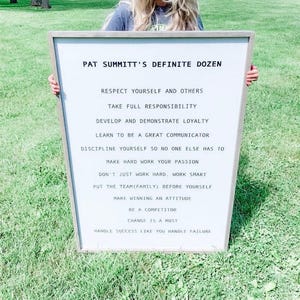 PAT SUMMITT'S DEFINITE DOZEN
RESPECT YOURSELF AND OTHERS
TAKE FULL RESPONSIBILITY
DEVELOP AND DEMONSTRATE LOYALTY
LEARN TO BE A GREAT COMMUNICATOR
DISCIPLINE YOURSELF SO NO ONE ELSE HAS TO
MAKE HARD WORK YOUR PASSION
DON'T JUST WORK HARD, WORK SMART
PUT THE TEAM(FAMILY) BEFORE YOURSELF
MAKE WINNING AN ATTITUDE
BE A COMPETITOR
CHANGE IS A MUST
HANDLE SUCCESS LIKE YOU HANDLE FAILURE